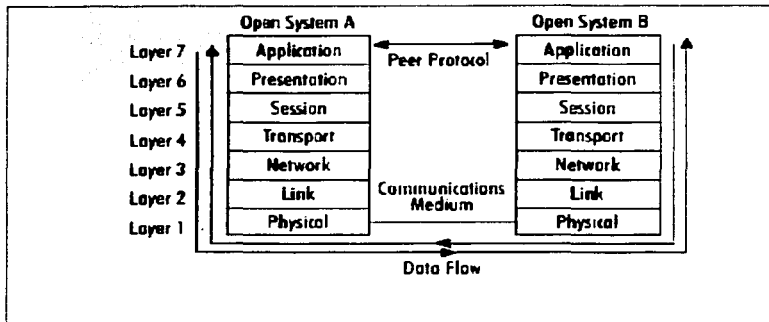 Open System A Open System B
Layer 7 Application Application
Peer Protocol
Layer 6 Presentation Presentation
Layer 5 Session Session
Layer 4 Transport Transport
Layer 3 Network Network
Layer 2 Link Communications Medium Link
Layer 1 Physical Physical
Data Flow